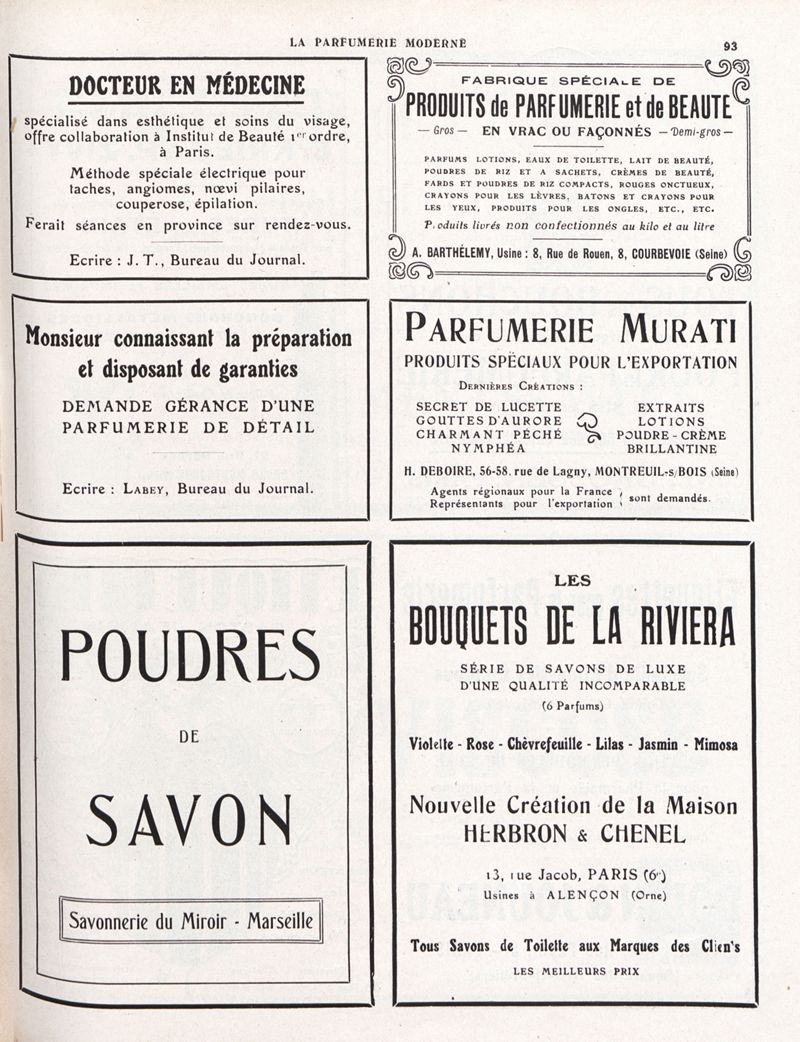 LA PARFUMERIE MODERNE
93
DOCTEUR EN MÉDECINE
spécialisé dans esthétique et soins du visage,
offre collaboration à Institut de Beauté 1er ordre,
à Paris.
Méthode spéciale électrique pour
taches, angiomes, nœvi pilaires,
couperose, épilation.
Ferait séances en province sur rendez-vous.
Ecrire : J. T., Bureau du Journal.
FABRIQUE SPÉCIALE DE
PRODUITS de PARFUMERIE et de BEAUTÉ
— Gros — EN VRAC OU FAÇONNÉS — Demi-gros —
PARFUMS LOTIONS, EAUX DE TOILETTE, LAIT DE BEAUTÉ,
POUDRES DE RIZ ET A SACHETS, CRÈMES DE BEAUTÉ,
FARDS ET POUDRES DE RIZ COMPACTS, ROUGES ONCTUEUX,
CRAYONS POUR LES LÈVRES, BATONS ET CRAYONS POUR
LES YEUX, PRODUITS POUR LES ONGLES, ETC., ETC.
Produits livrés non confectionnés au kilo et au litre
A. BARTHÉLEMY, Usine : 8, Rue de Rouen, 8, COURBEVOIE (Seine)
Monsieur connaissant la préparation
et disposant de garanties
DEMANDE GÉRANCE D'UNE
PARFUMERIE DE DÉTAIL
Ecrire : LABEY, Bureau du Journal.
PARFUMERIE MURATI
PRODUITS SPÉCIAUX POUR L'EXPORTATION
DERNIÈRES CRÉATIONS :
SECRET DE LUCETTE EXTRAITS
GOUTTES D'AURORE LOTIONS
CHARMANT PÉCHÉ POUDRE - CRÈME
NYMPHÉA BRILLANTINE
H. DEBOIRE, 56-58, rue de Lagny, MONTREUIL-s/BOIS (Seine)
Agents régionaux pour la France
Représentants pour l'exportation sont demandés.
POUDRES
DE
SAVON
Savonnerie du Miroir - Marseille
LES
BOUQUETS DE LA RIVIERA
SÉRIE DE SAVONS DE LUXE
D'UNE QUALITÉ INCOMPARABLE
(6 Parfums)
Violette - Rose - Chèvrefeuille - Lilas - Jasmin - Mimosa
Nouvelle Création de la Maison
HERBRON & CHENEL
13, rue Jacob, PARIS (6e)
Usines à ALENÇON (Orne)
Tous Savons de Toilette aux Marques des Clients
LES MEILLEURS PRIX